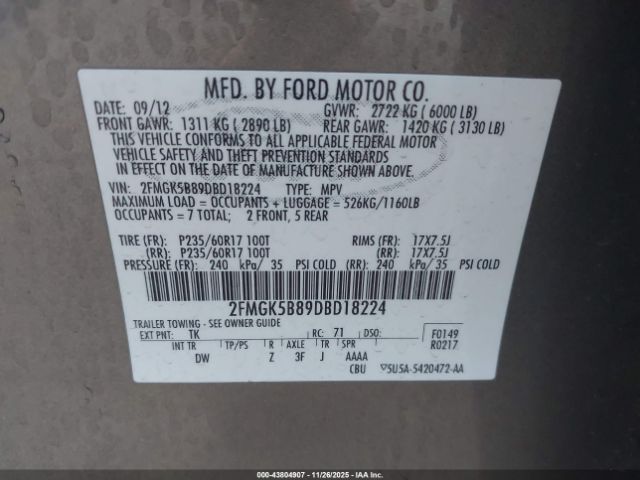 MFD. BY FORD MOTOR CO.
DATE: 09/12 GVWR: 2722 KG ( 6000 LB)
FRONT GAWR: 1311 KG ( 2890 LB) REAR GAWR: 1420 KG ( 3130 LB)
THIS VEHICLE CONFORMS TO ALL APPLICABLE FEDERAL MOTOR
VEHICLE SAFETY AND THEFT PREVENTION STANDARDS
IN EFFECT ON THE DATE OF MANUFACTURE SHOWN ABOVE.
VIN: 2FMGK5B89DBD18224 TYPE: MPV
MAXIMUM LOAD = OCCUPANTS + LUGGAGE = 526KG/1160LB
OCCUPANTS = 7 TOTAL; 2 FRONT, 5 REAR
TIRE (FR): P235/60R17 100T RIMS (FR): 17X7.5J
(RR): P235/60R17 100T (RR): 17X7.5J
PRESSURE (FR): 240 kPa/ 35 PSI COLD (RR): 240 kPa/ 35 PSI COLD
2FMGK5B89DBD18224
TRAILER TOWING - SEE OWNER GUIDE
EXT PNT: TK RC: 71 DSO: F0149
INT TR TP/PS R AXLE TR SPR R0217
DW Z 3F J AAAA
CBU 5U5A-5420472-AA
000-43804907 - 11/26/2025 - IAA, Inc.